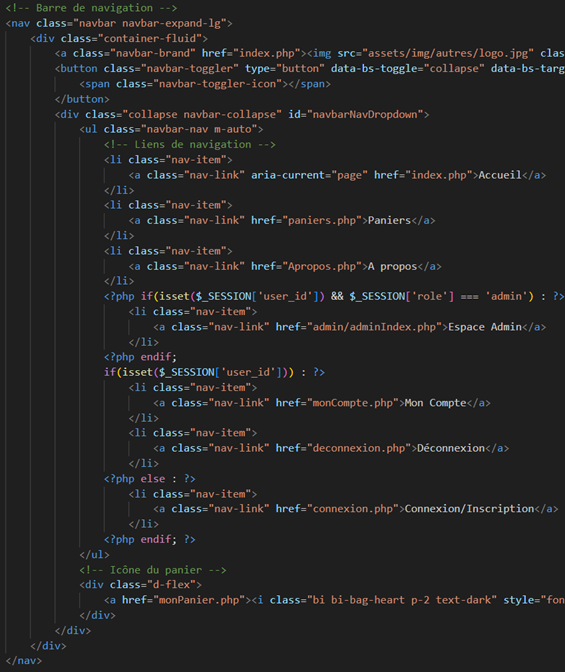 <!-- Barre de navigation -->
<nav class="navbar navbar-expand-lg">
    <div class="container-fluid">
        <a class="navbar-brand" href="index.php"><img src="assets/img/autres/logo.jpg" clas
        <button class="navbar-toggler" type="button" data-bs-toggle="collapse" data-bs-targ
            <span class="navbar-toggler-icon"></span>
        </button>
        <div class="collapse navbar-collapse" id="navbarNavDropdown">
            <ul class="navbar-nav m-auto">
                <!-- Liens de navigation -->
                <li class="nav-item">
                    <a class="nav-link" aria-current="page" href="index.php">Accueil</a>
                </li>
                <li class="nav-item">
                    <a class="nav-link" href="paniers.php">Paniers</a>
                </li>
                <li class="nav-item">
                    <a class="nav-link" href="Apropos.php">A propos</a>
                </li>
                <?php if(isset($_SESSION['user_id']) && $_SESSION['role'] === 'admin') : ?>
                    <li class="nav-item">
                        <a class="nav-link" href="admin/adminIndex.php">Espace Admin</a>
                    </li>
                <?php endif;
                if(isset($_SESSION['user_id'])) : ?>
                    <li class="nav-item">
                        <a class="nav-link" href="monCompte.php">Mon Compte</a>
                    </li>
                    <li class="nav-item">
                        <a class="nav-link" href="deconnexion.php">Déconnexion</a>
                    </li>
                <?php else : ?>
                    <li class="nav-item">
                        <a class="nav-link" href="connexion.php">Connexion/Inscription</a>
                    </li>
                <?php endif; ?>
            </ul>
            <!-- Icône du panier -->
            <div class="d-flex">
                <a href="monPanier.php"><i class="bi bi-bag-heart p-2 text-dark" style="fon
            </div>
        </div>
    </div>
</nav>